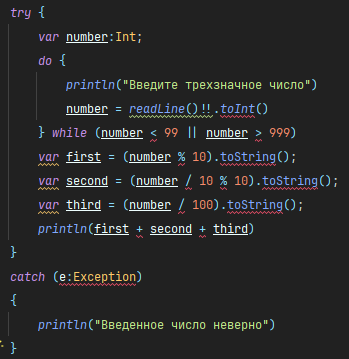 try {
var number:Int;
do {
println("Введите трехзначное число")
number = readLine()!!.toInt()
} while (number < 99 || number > 999)
var first = (number % 10).toString();
var second = (number / 10 % 10).toString();
var third = (number / 100).toString();
println(first + second + third)
}
catch (e:Exception)
{
println("Введенное число неверно")
}